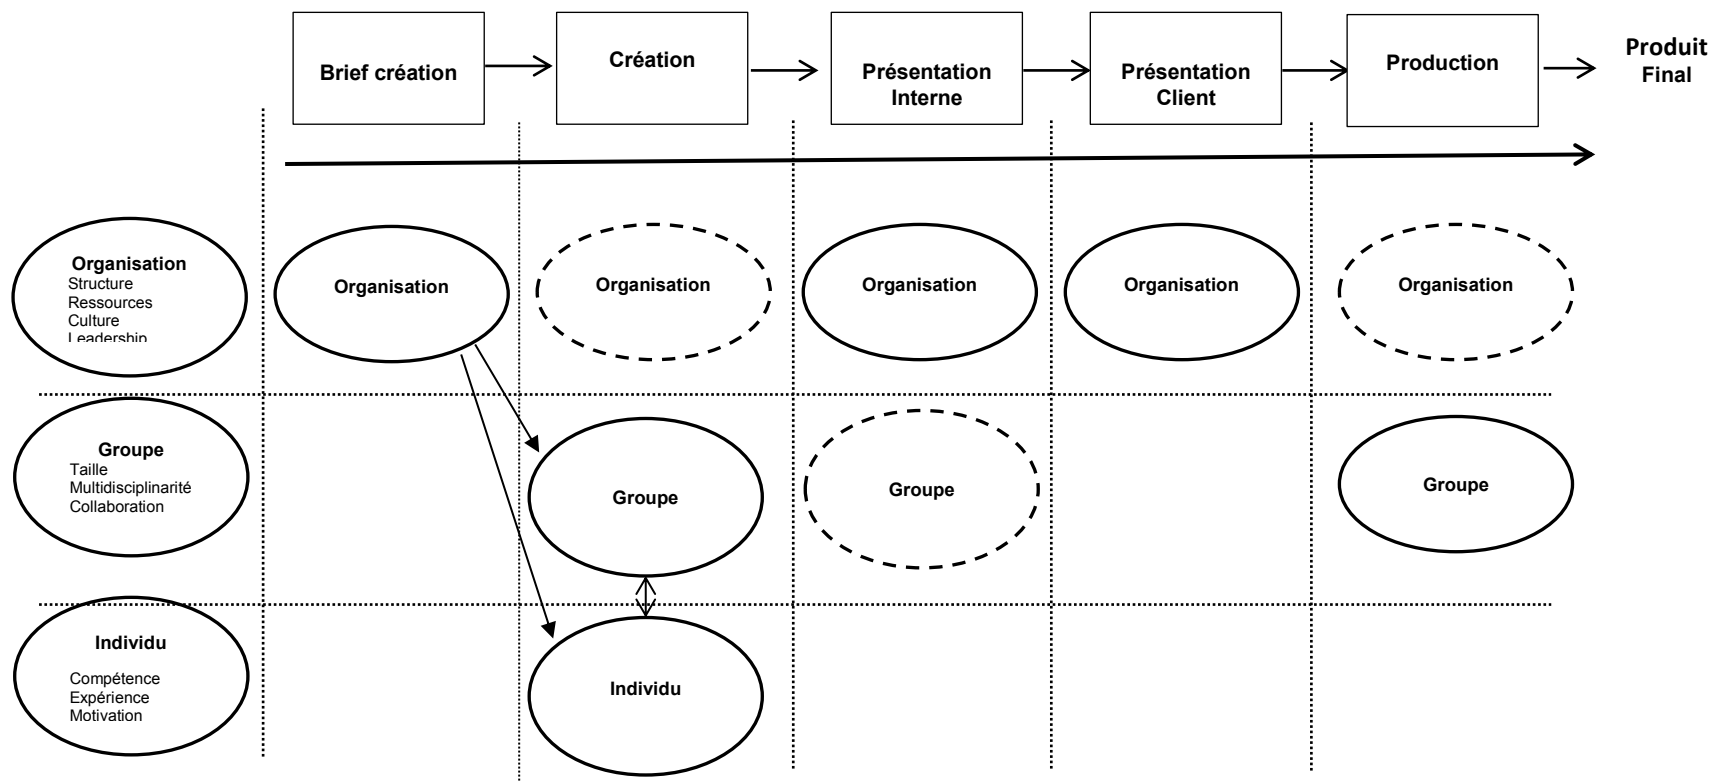 Brief création
Création
Présentation
Interne
Présentation
Client
Production
Produit
Final
Organisation
Structure
Ressources
Culture
Leadership
Organisation
Organisation
Organisation
Organisation
Organisation
Groupe
Taille
Multidisciplinarité
Collaboration
Groupe
Groupe
Groupe
Individu
Compétence
Expérience
Motivation
Individu